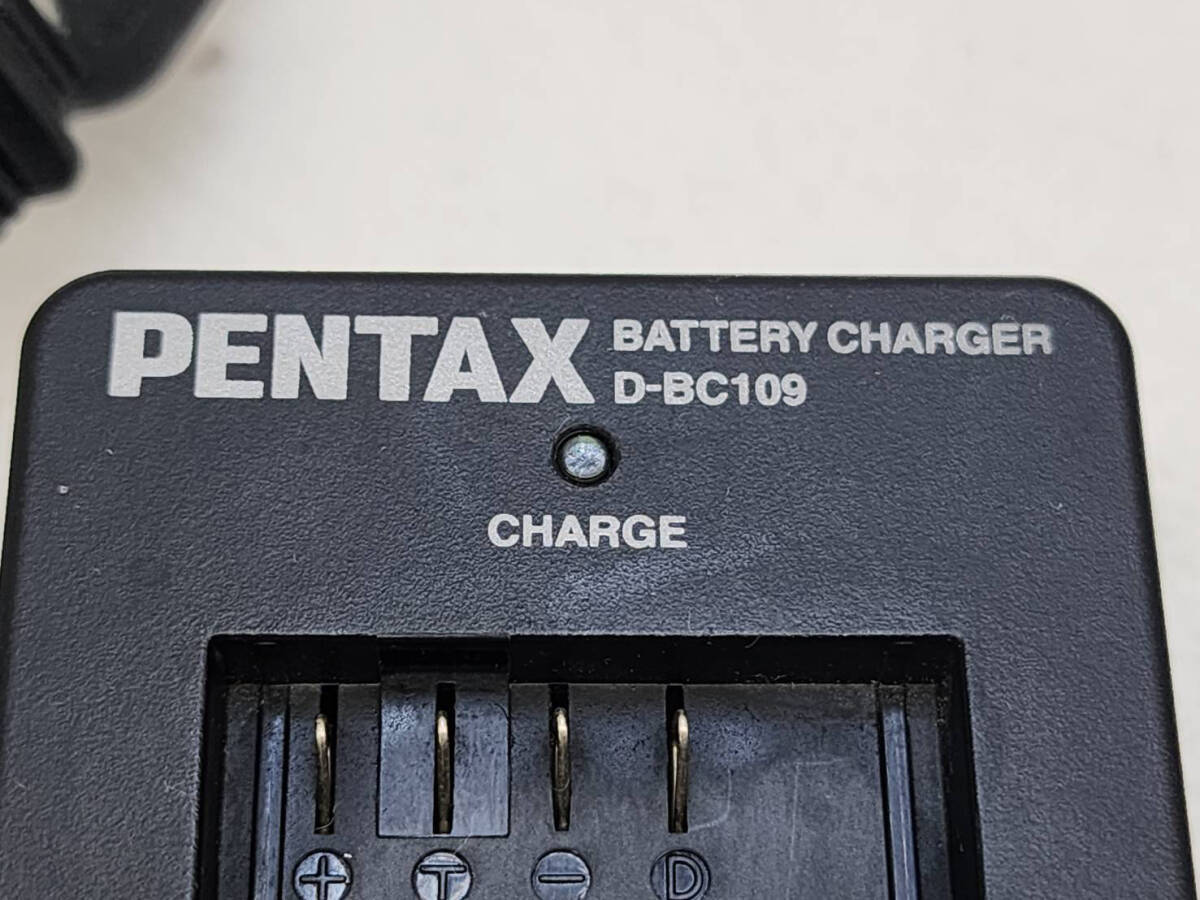 PENTAX BATTERY CHARGER
D-BC109
CHARGE
+ T - D